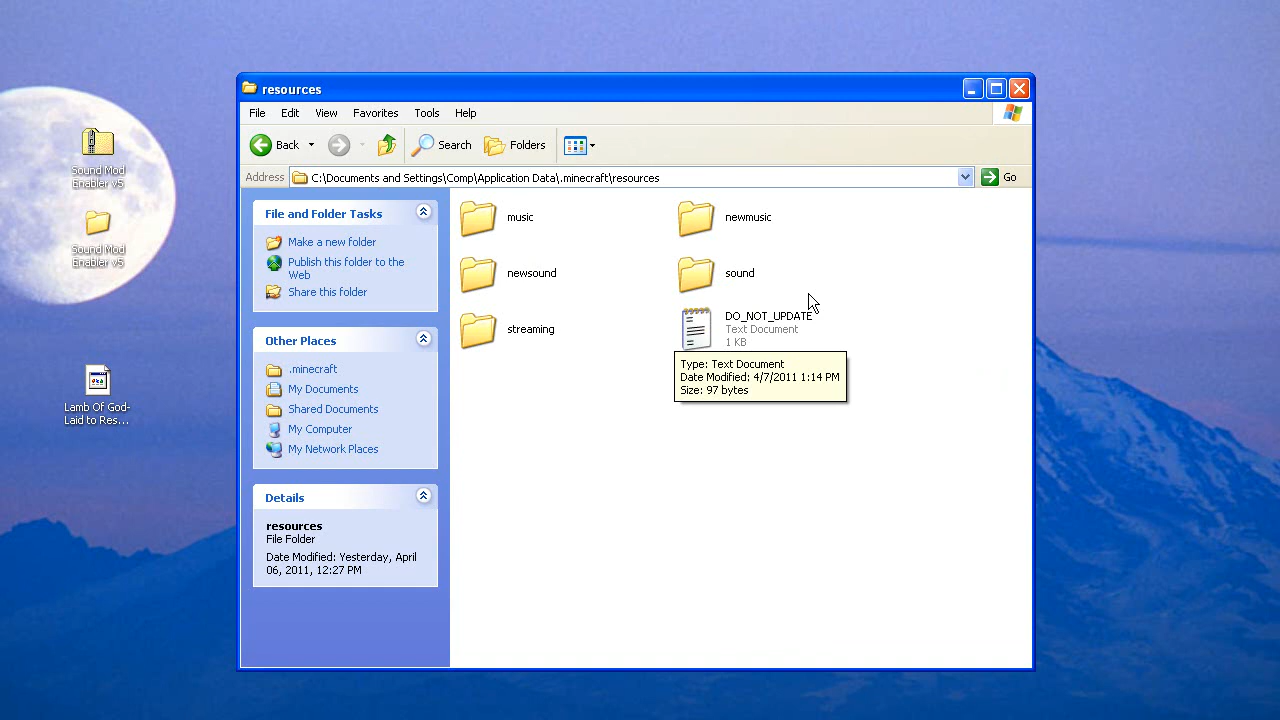 Sound Mod
Enabler v5
Sound Mod
Enabler v5
Lamb Of God-
Laid to Res...
resources
File Edit View Favorites Tools Help
Back Search Folders
Address C:\Documents and Settings\Comp\Application Data\.minecraft\resources Go
File and Folder Tasks
Make a new folder
Publish this folder to the
Web
Share this folder
Other Places
.minecraft
My Documents
Shared Documents
My Computer
My Network Places
Details
resources
File Folder
Date Modified: Yesterday, April
06, 2011, 12:27 PM
music
newmusic
newsound
sound
streaming
DO_NOT_UPDATE
Text Document
1 KB
Type: Text Document
Date Modified: 4/7/2011 1:14 PM
Size: 97 bytes